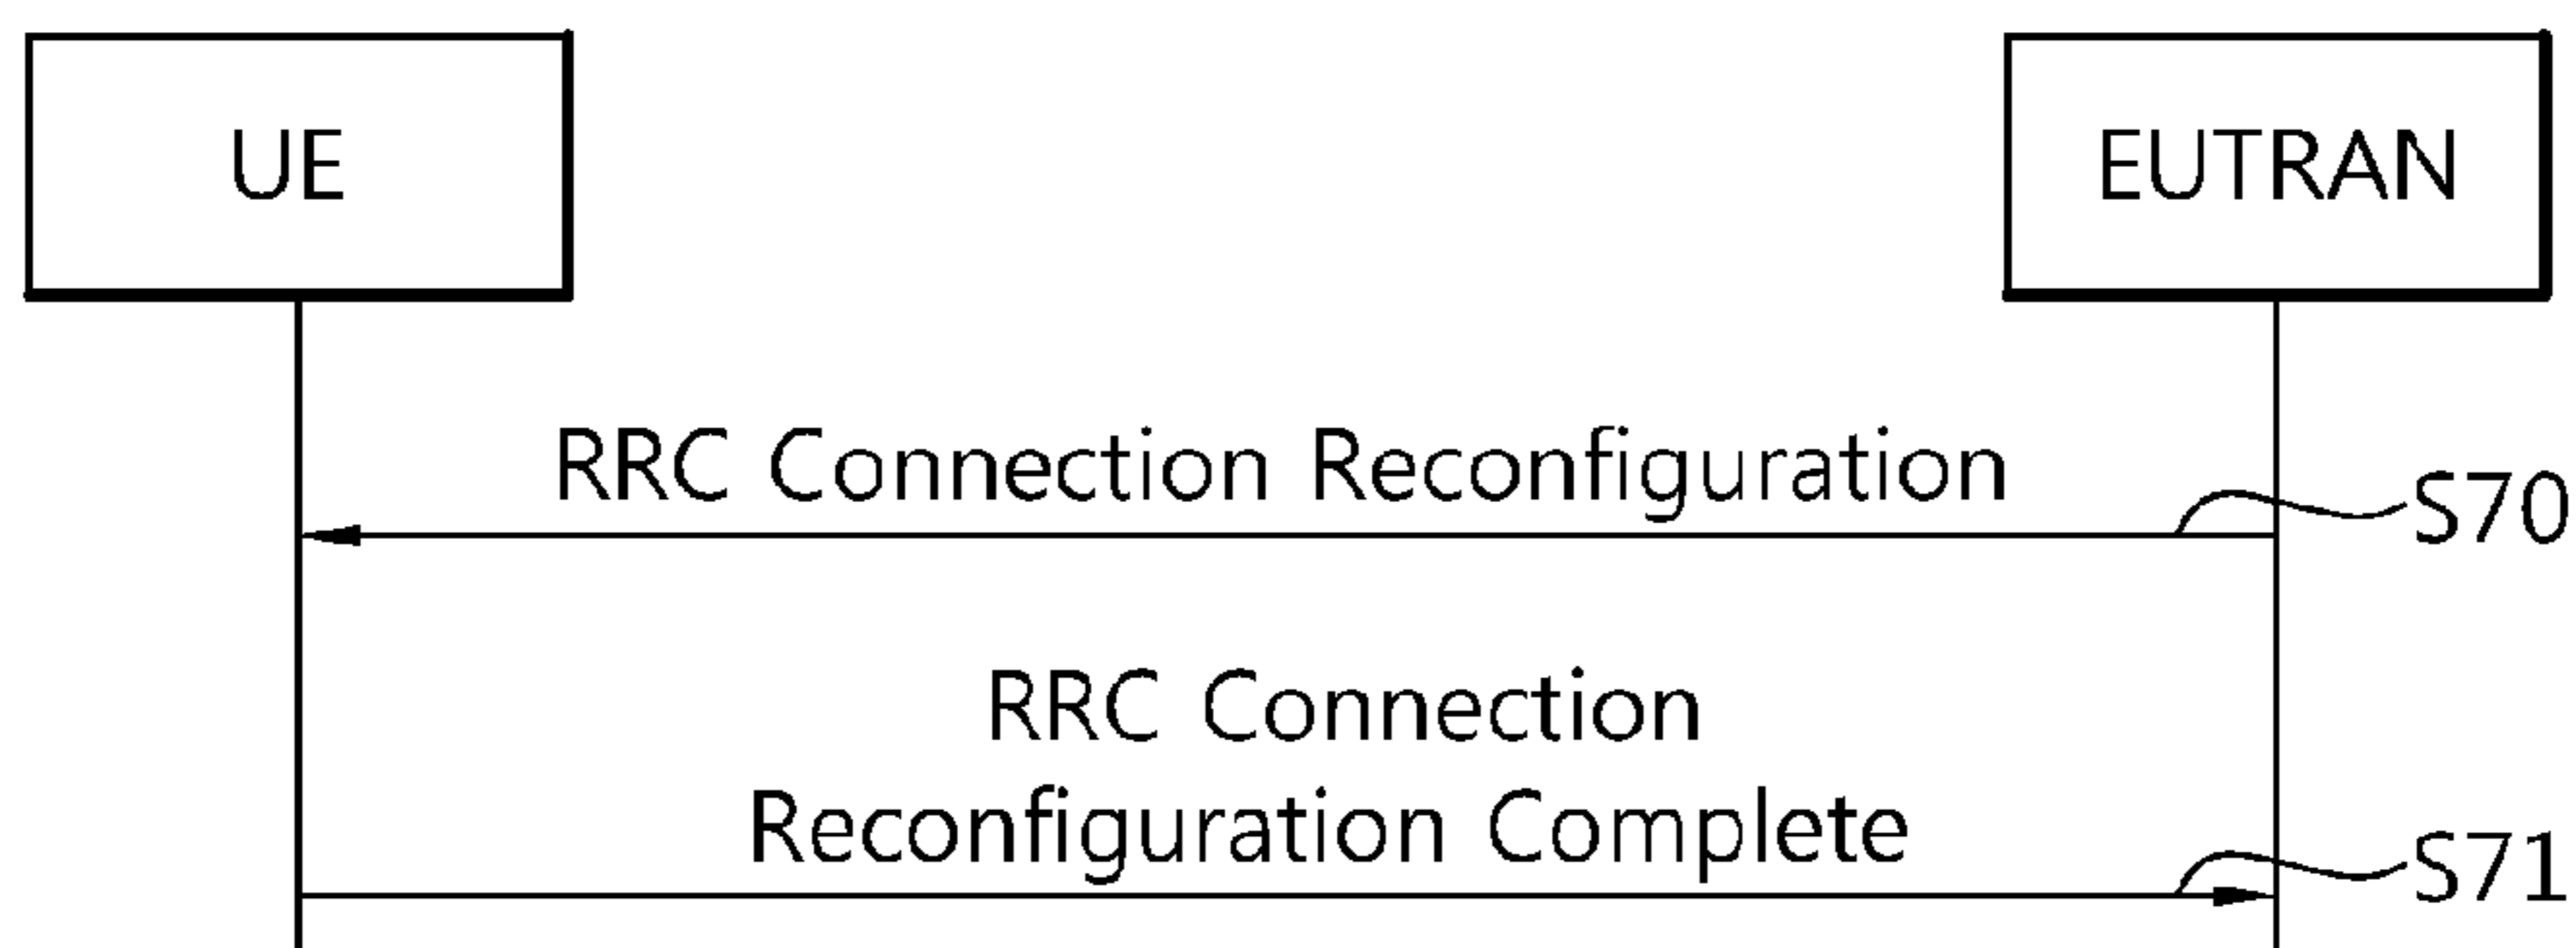 UE
EUTRAN
RRC Connection Reconfiguration
S70
RRC Connection
Reconfiguration Complete
S71